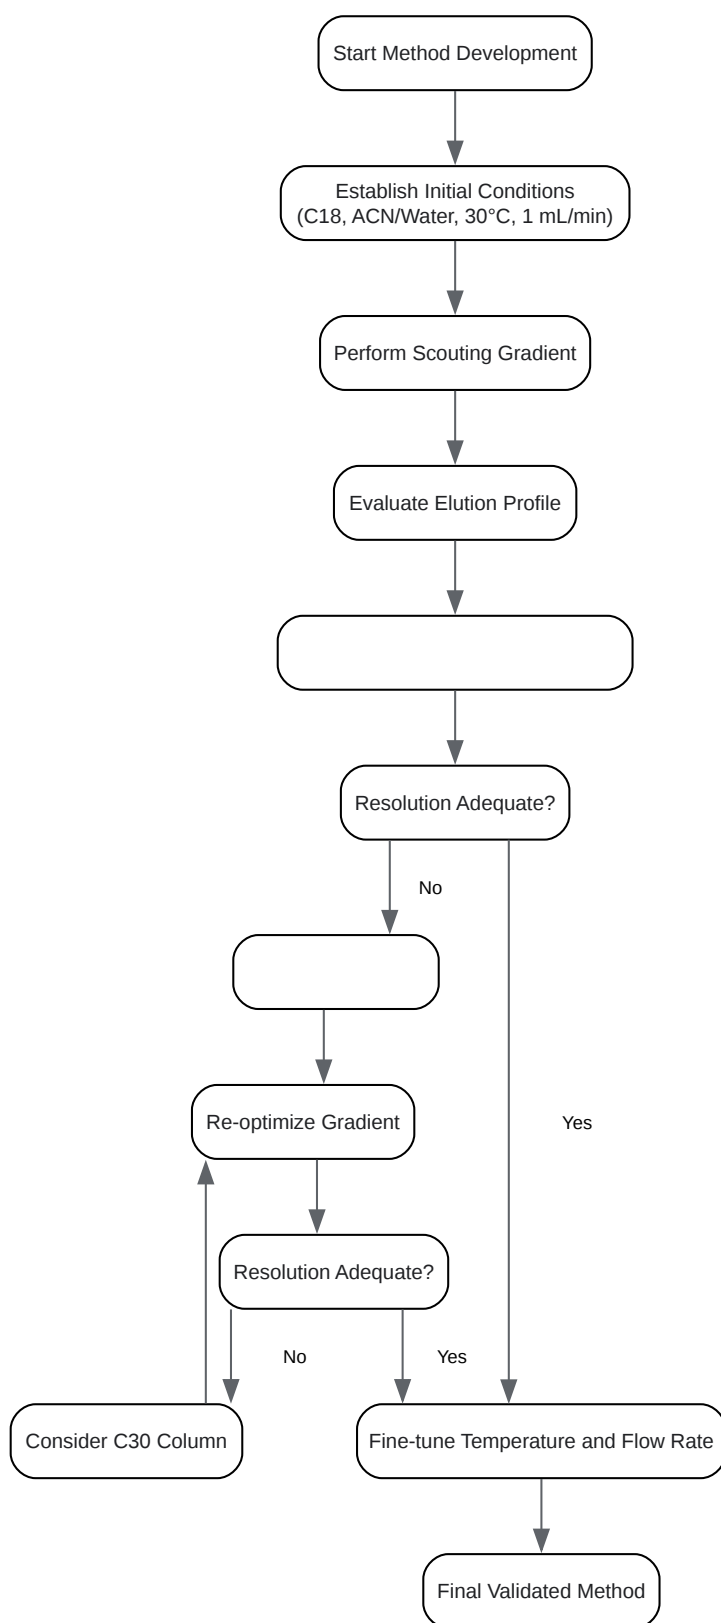 Start Method Development
Establish Initial Conditions
(C18, ACN/Water, 30°C, 1 mL/min)
Perform Scouting Gradient
Evaluate Elution Profile
Resolution Adequate?
No
Re-optimize Gradient
Yes
Resolution Adequate?
No
Yes
Consider C30 Column
Fine-tune Temperature and Flow Rate
Final Validated Method